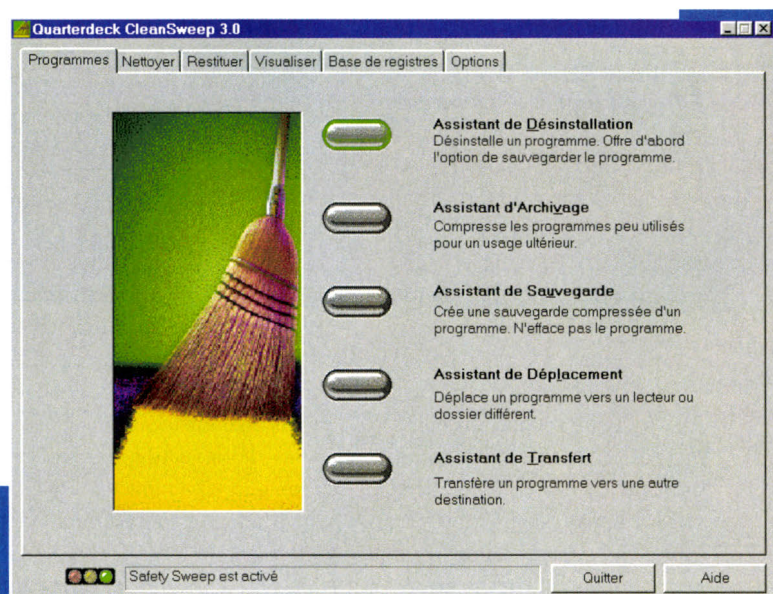 Quarterdeck CleanSweep 3.0
Programmes Nettoyer Restituer Visualiser Base de registres Options
Assistant de Désinstallation
Désinstalle un programme. Offre d'abord
l'option de sauvegarder le programme.
Assistant d'Archivage
Compresse les programmes peu utilisés
pour un usage ultérieur.
Assistant de Sauvegarde
Crée une sauvegarde compressée d'un
programme. N'efface pas le programme.
Assistant de Déplacement
Déplace un programme vers un lecteur ou
dossier différent.
Assistant de Transfert
Transfère un programme vers une autre
destination.
Safety Sweep est activé
Quitter Aide